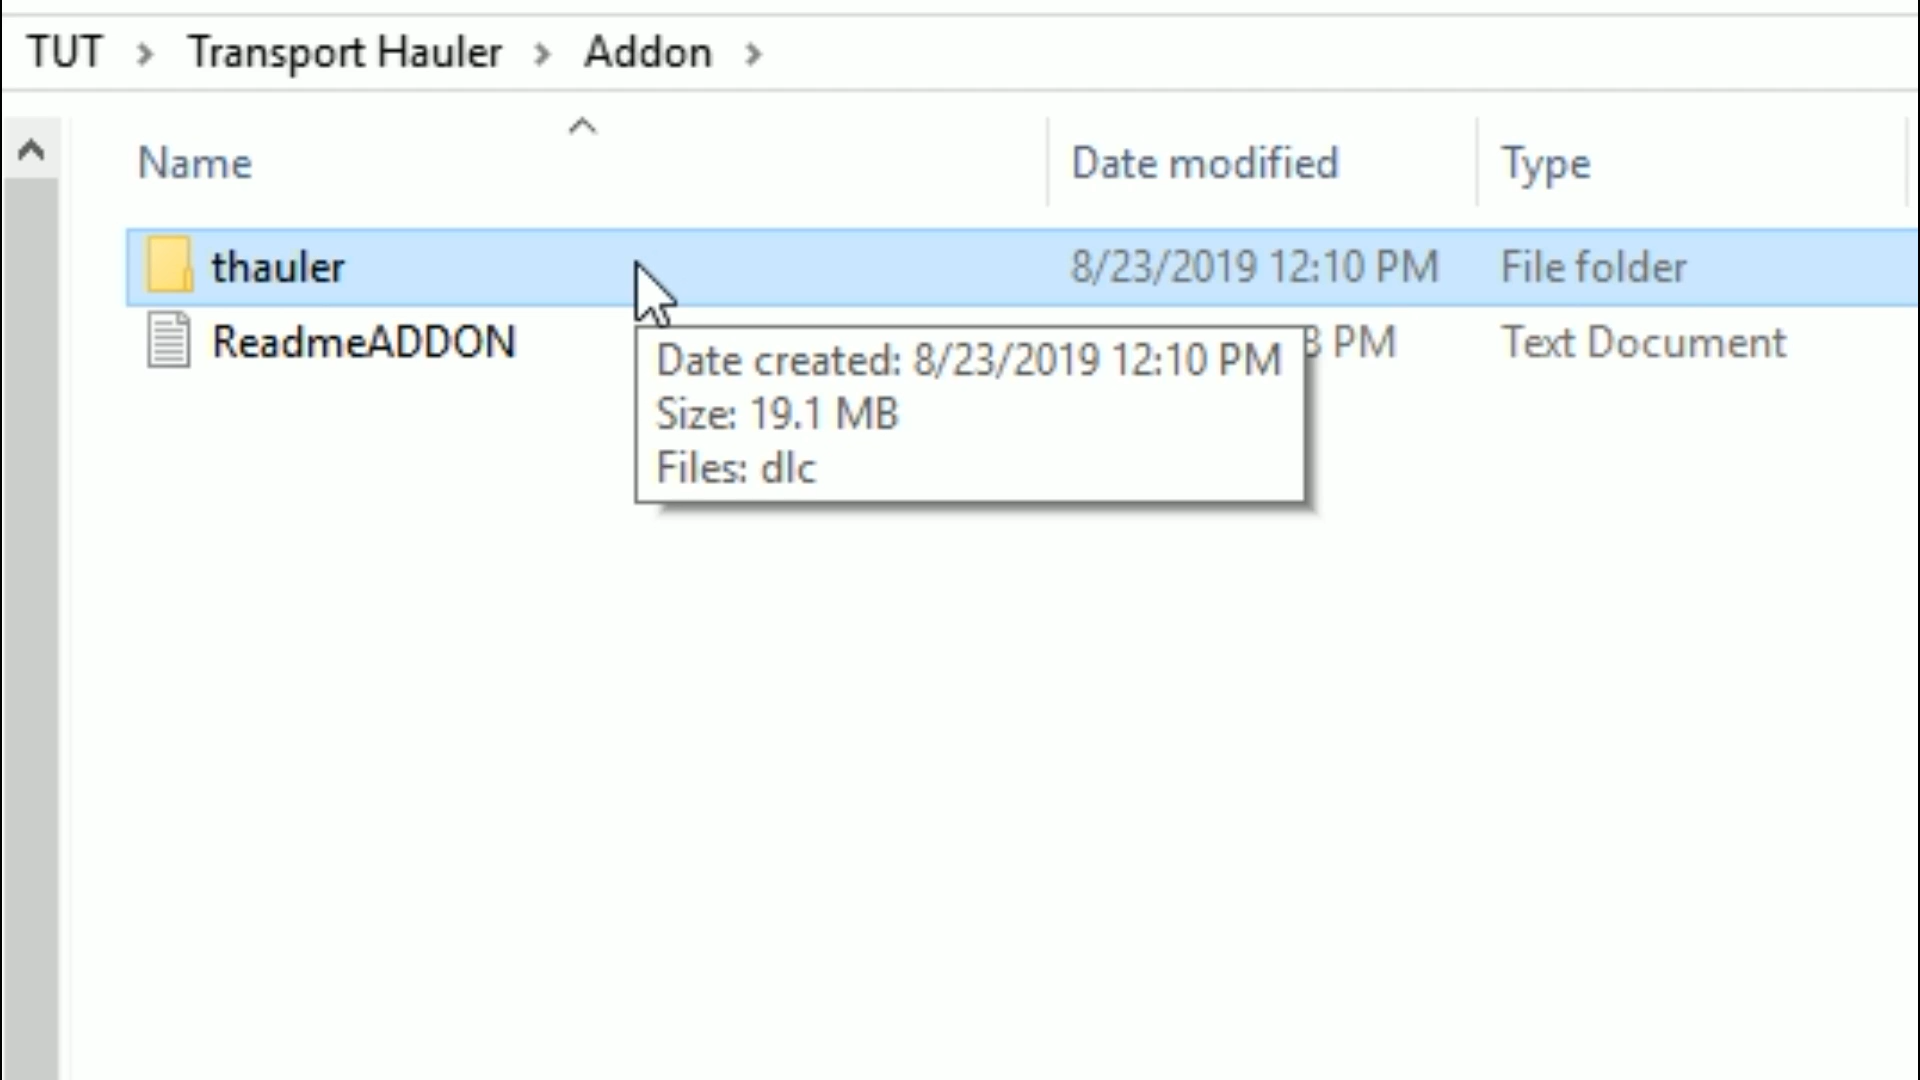 TUT > Transport Hauler > Addon >
Name Date modified Type
thauler 8/23/2019 12:10 PM File folder
ReadmeADDON PM Text Document
Date created: 8/23/2019 12:10 PM
Size: 19.1 MB
Files: dlc